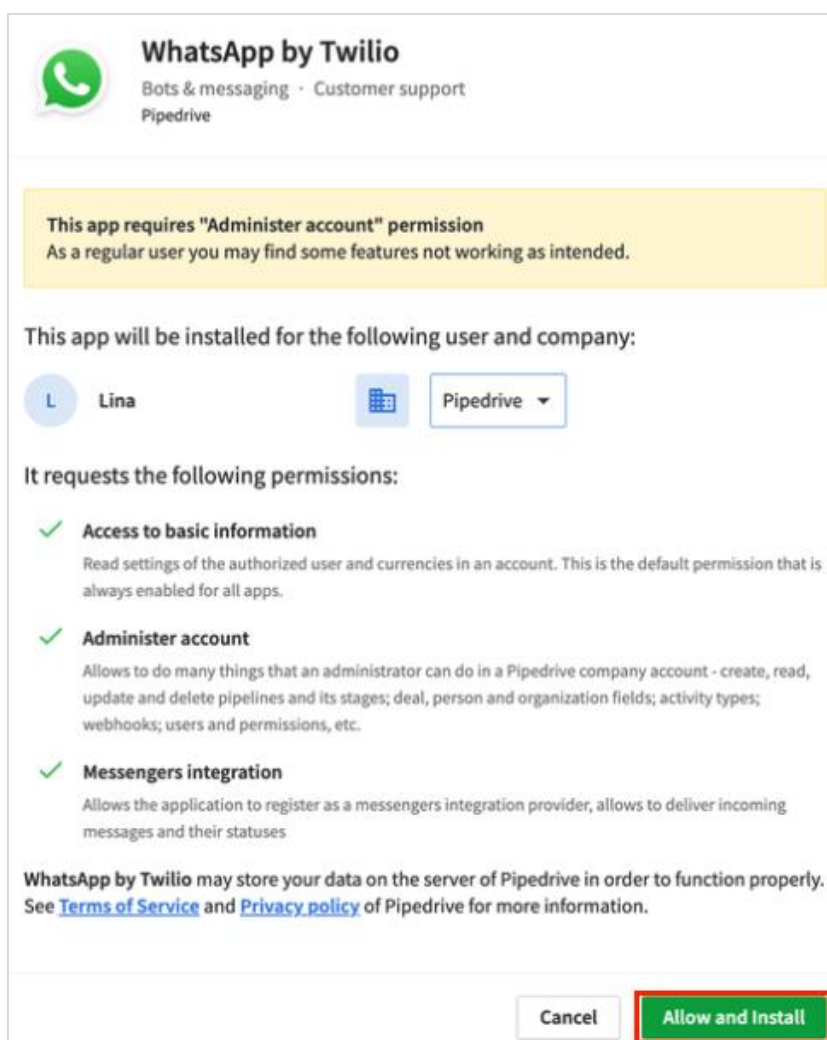 WhatsApp by Twilio
Bots & messaging · Customer support
Pipedrive
This app requires "Administer account" permission
As a regular user you may find some features not working as intended.
This app will be installed for the following user and company:
L Lina Pipedrive
It requests the following permissions:
Access to basic information
Read settings of the authorized user and currencies in an account. This is the default permission that is
always enabled for all apps.
Administer account
Allows to do many things that an administrator can do in a Pipedrive company account - create, read,
update and delete pipelines and its stages; deal, person and organization fields; activity types;
webhooks; users and permissions, etc.
Messengers integration
Allows the application to register as a messengers integration provider, allows to deliver incoming
messages and their statuses
WhatsApp by Twilio may store your data on the server of Pipedrive in order to function properly.
See Terms of Service and Privacy policy of Pipedrive for more information.
Cancel Allow and Install